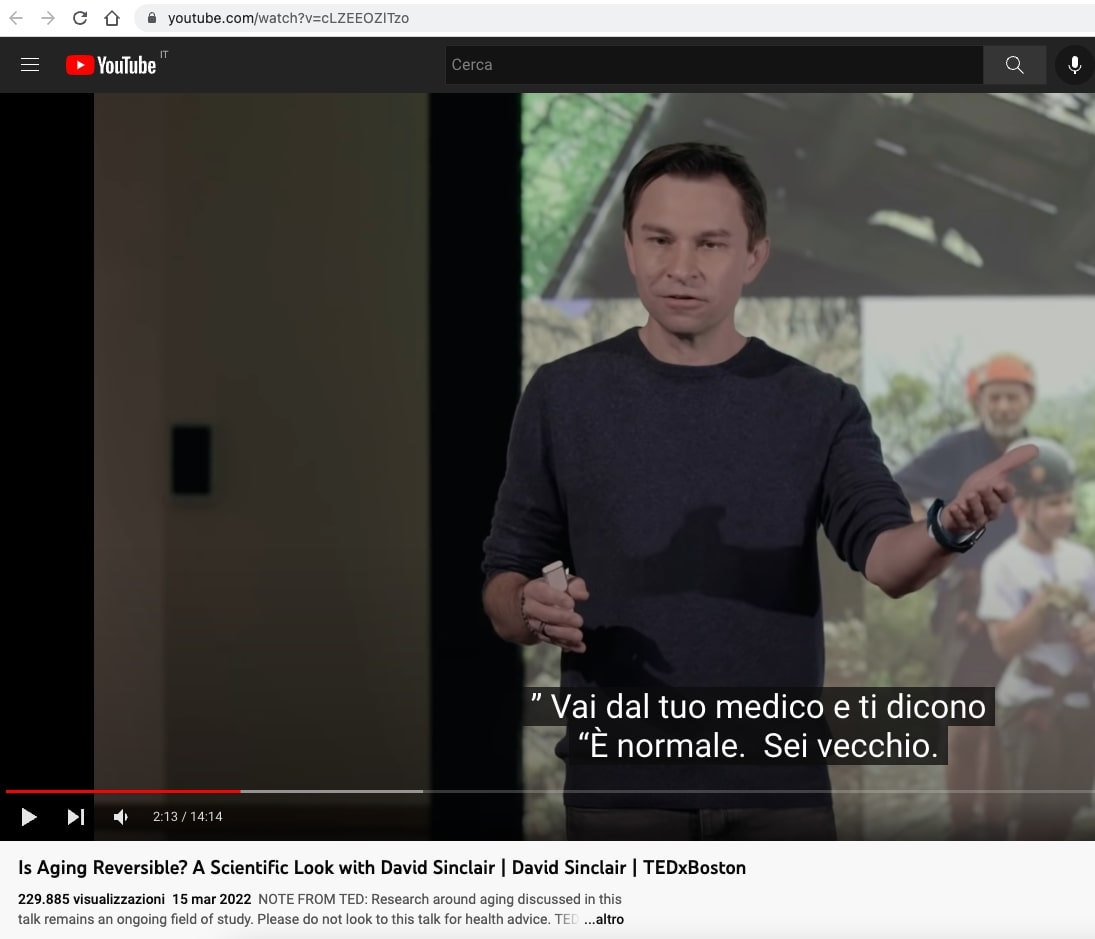 youtube.com/watch?v=cLZEEOZITzo
YouTube IT
Cerca
” Vai dal tuo medico e ti dicono
“È normale.  Sei vecchio.
2:13 / 14:14
Is Aging Reversible? A Scientific Look with David Sinclair | David Sinclair | TEDxBoston
229.885 visualizzazioni  15 mar 2022  NOTE FROM TED: Research around aging discussed in this
talk remains an ongoing field of study. Please do not look to this talk for health advice. TED ...altro